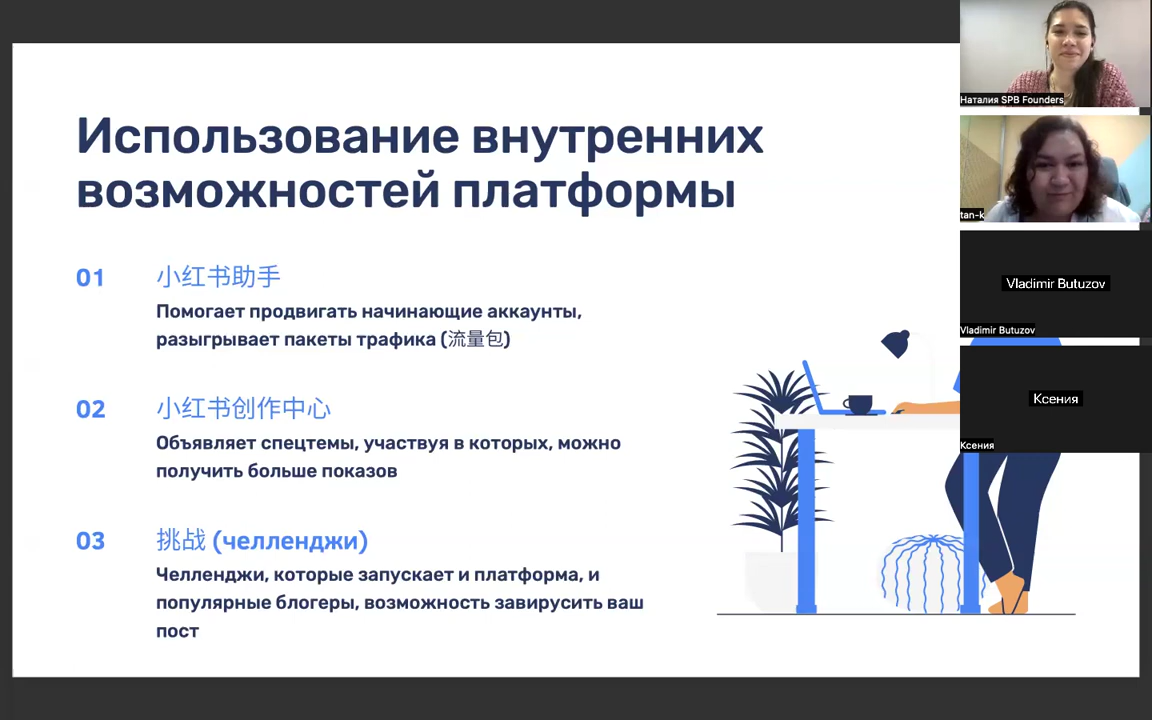 Использование внутренних
возможностей платформы
01
小红书助手
Помогает продвигать начинающие аккаунты,
разыгрывает пакеты трафика (流量包)
02
小红书创作中心
Объявляет спецтемы, участвуя в которых, можно
получить больше показов
03
挑战 (челленджи)
Челленджи, которые запускает и платформа, и
популярные блогеры, возможность завирусить ваш
пост
Наталия SPB Founders
tan-k
Vladimir Butuzov
Vladimir Butuzov
Ксения
Ксения